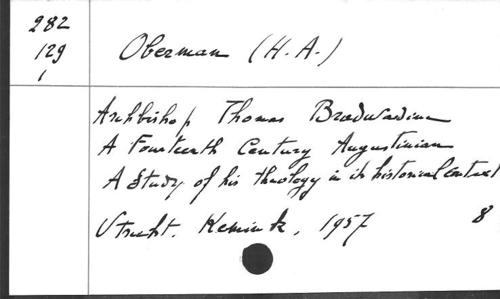 282
129
1
Oberman (H.A.)
Archbishop Thomas Bradwardine
A Fourteenth Century Augustinian
A Study of his theology in its historical context
Utrecht. Kemink, 1957 8